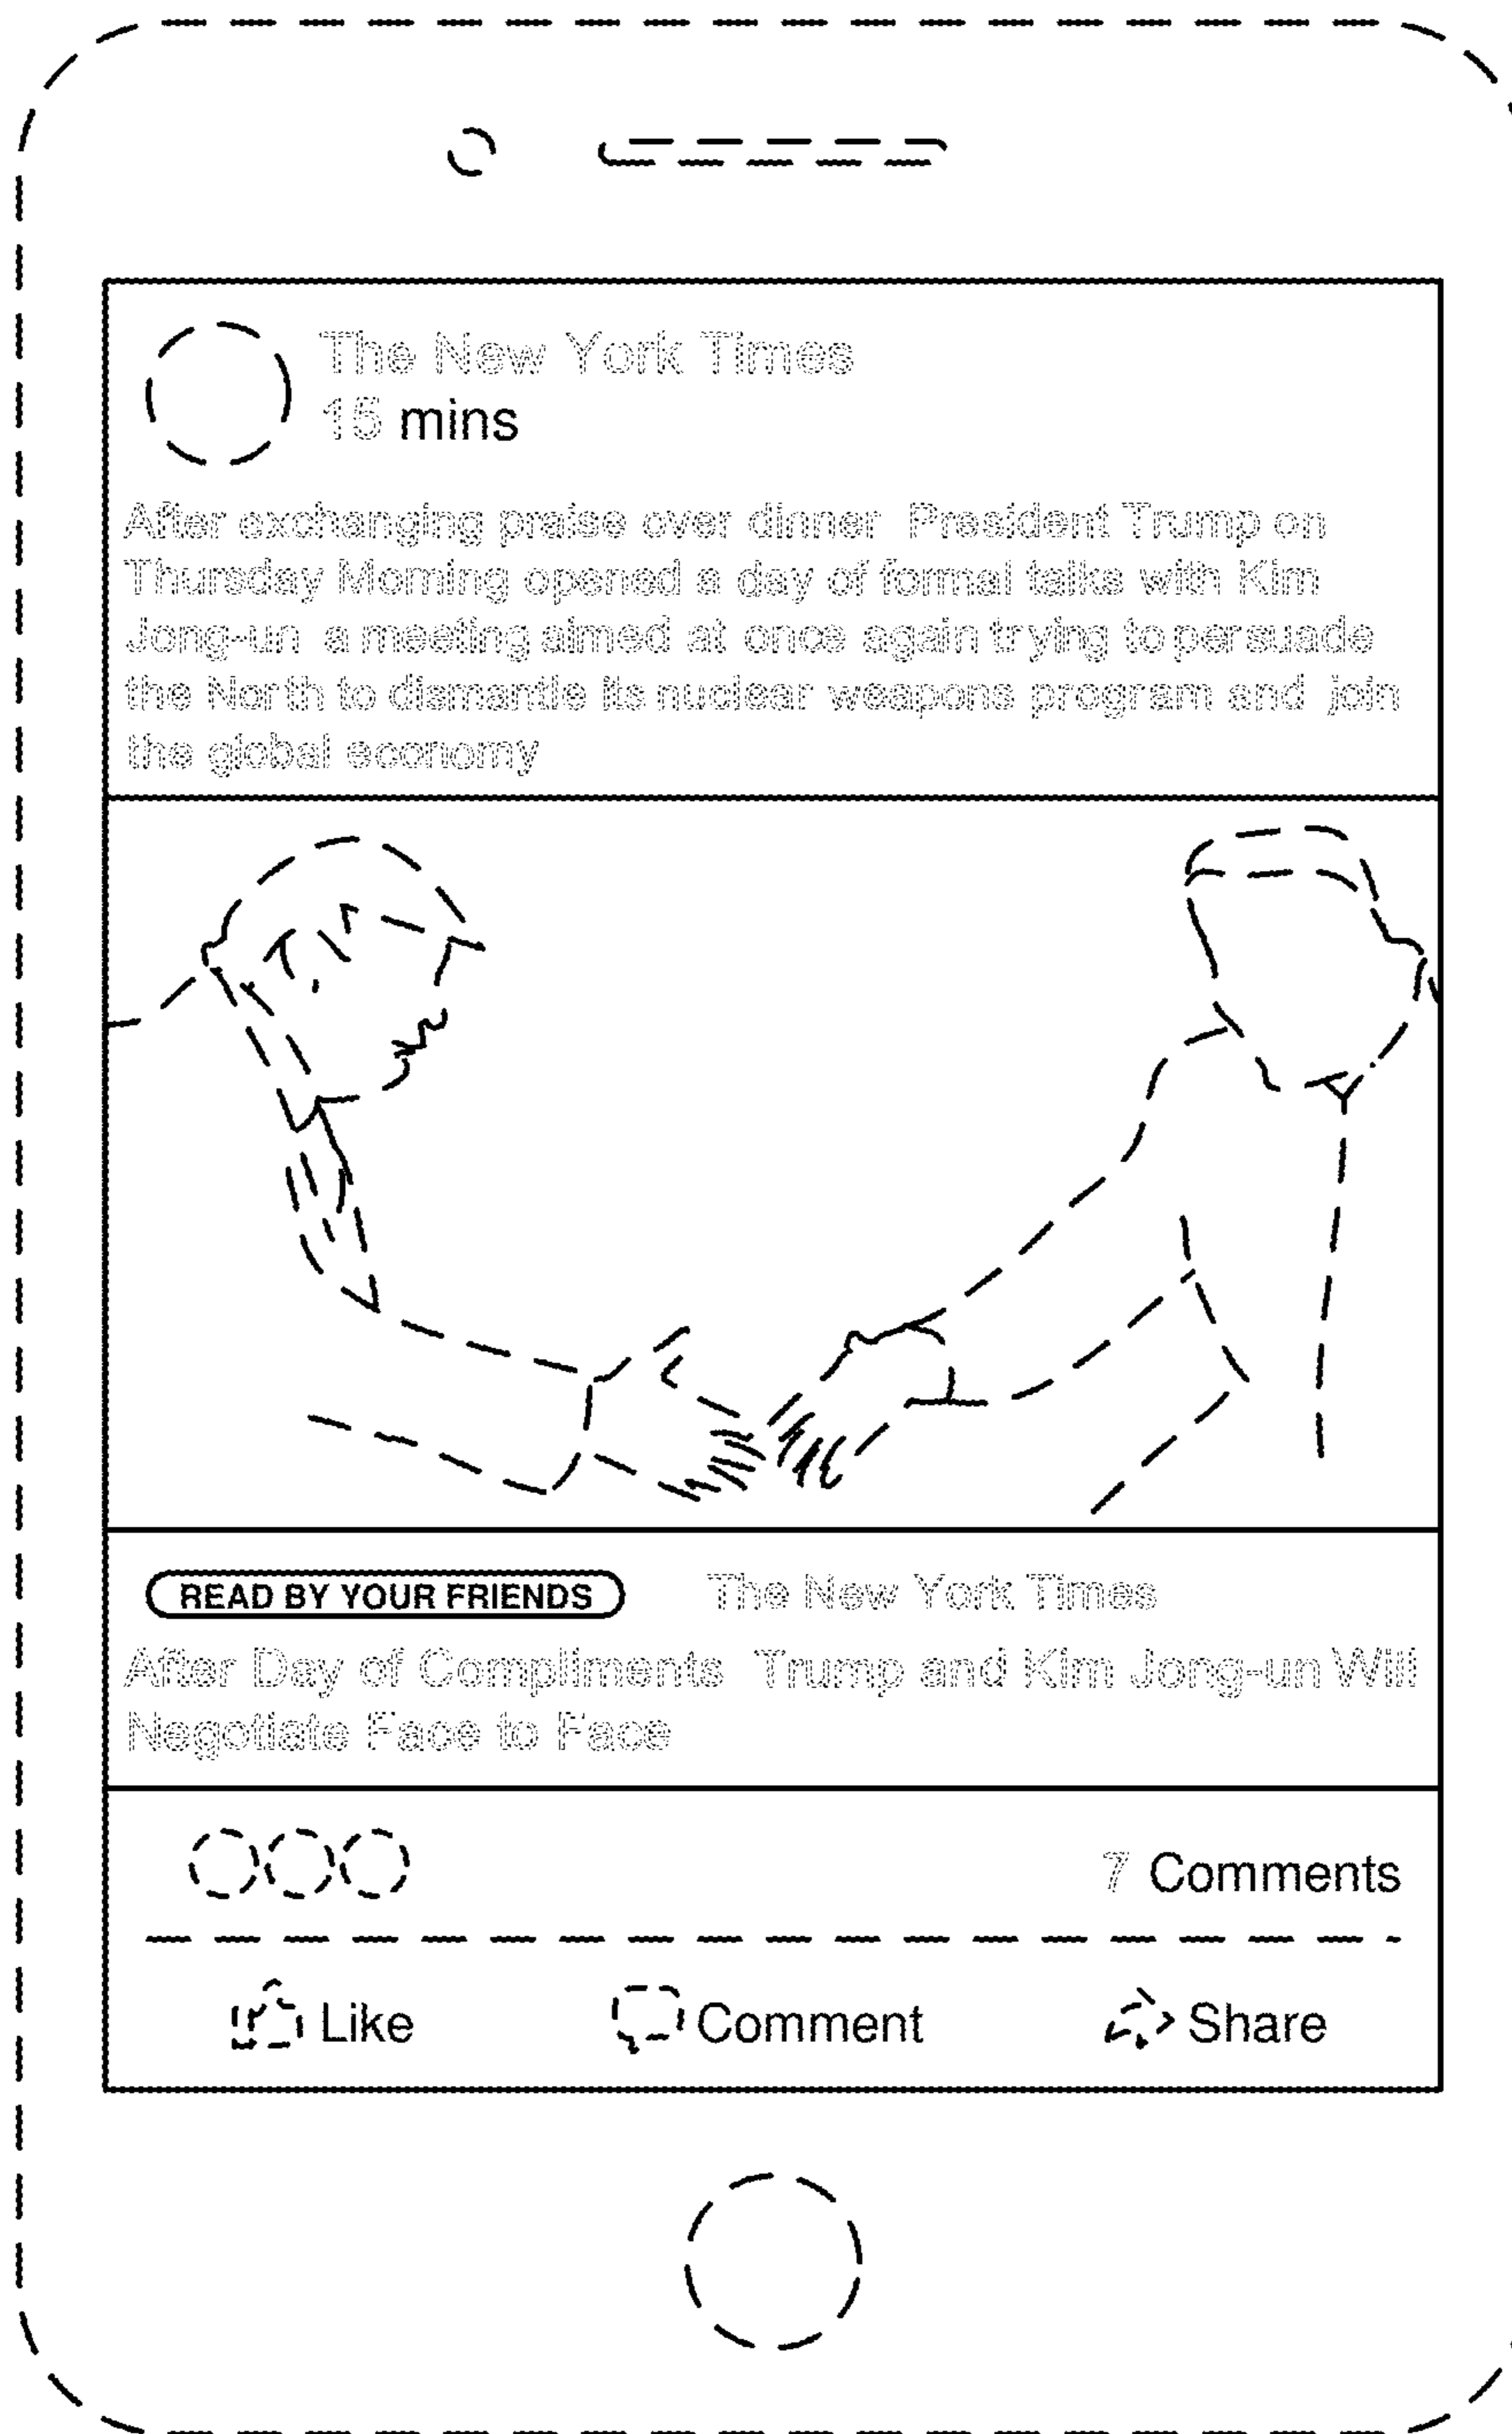 The New York Times
15 mins
After exchanging praise over dinner President Trump on
Thursday Morning opened a day of formal talks with Kim
Jong-un a meeting aimed at once again trying to persuade
the North to dismantle its nuclear weapons program and join
the global economy
READ BY YOUR FRIENDS The New York Times
After Day of Compliments Trump and Kim Jong-un Will
Negotiate Face to Face
7 Comments
Like Comment Share